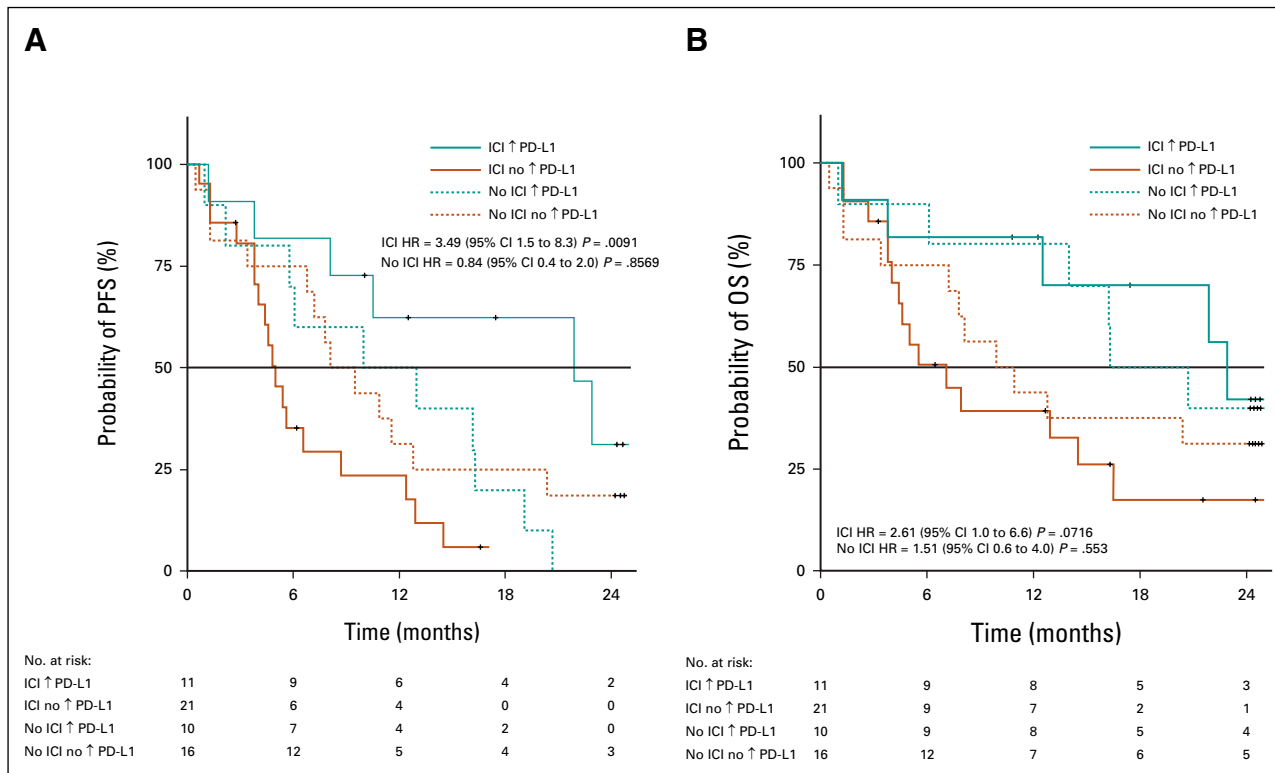 A
Probability of PFS (%)
100
75
50
25
0
0 6 12 18 24
Time (months)
ICI ↑ PD-L1
ICI no ↑ PD-L1
No ICI ↑ PD-L1
No ICI no ↑ PD-L1
ICI HR = 3.49 (95% CI 1.5 to 8.3) P = .0091
No ICI HR = 0.84 (95% CI 0.4 to 2.0) P = .8569
No. at risk:
ICI ↑ PD-L1 11 9 6 4 2
ICI no ↑ PD-L1 21 6 4 0 0
No ICI ↑ PD-L1 10 7 4 2 0
No ICI no ↑ PD-L1 16 12 5 4 3
B
Probability of OS (%)
100
75
50
25
0
0 6 12 18 24
Time (months)
ICI ↑ PD-L1
ICI no ↑ PD-L1
No ICI ↑ PD-L1
No ICI no ↑ PD-L1
ICI HR = 2.61 (95% CI 1.0 to 6.6) P = .0716
No ICI HR = 1.51 (95% CI 0.6 to 4.0) P = .553
No. at risk:
ICI ↑ PD-L1 11 9 8 5 3
ICI no ↑ PD-L1 21 9 7 2 1
No ICI ↑ PD-L1 10 9 8 5 4
No ICI no ↑ PD-L1 16 12 7 6 5